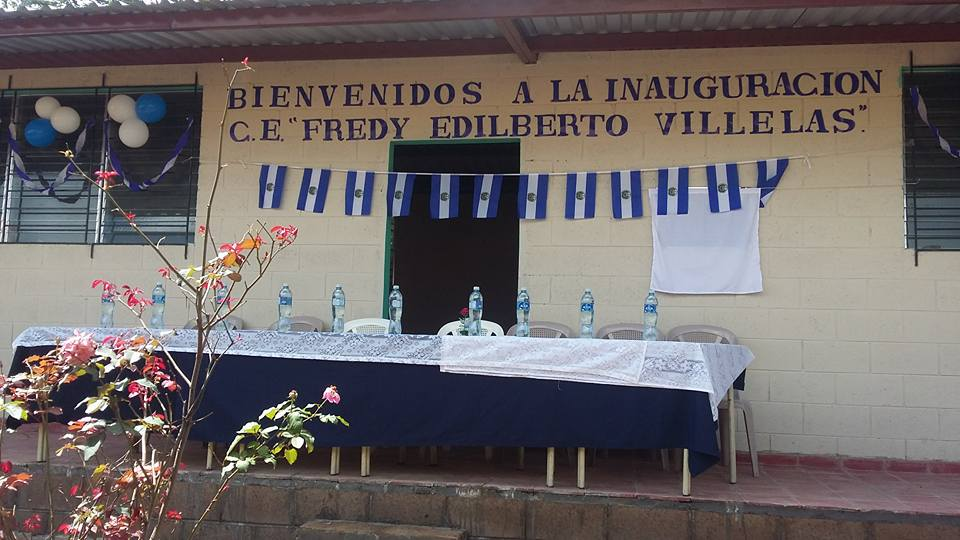 BIENVENIDOS A LA INAUGURACION
C.E. "FREDY EDILBERTO VILLELAS".